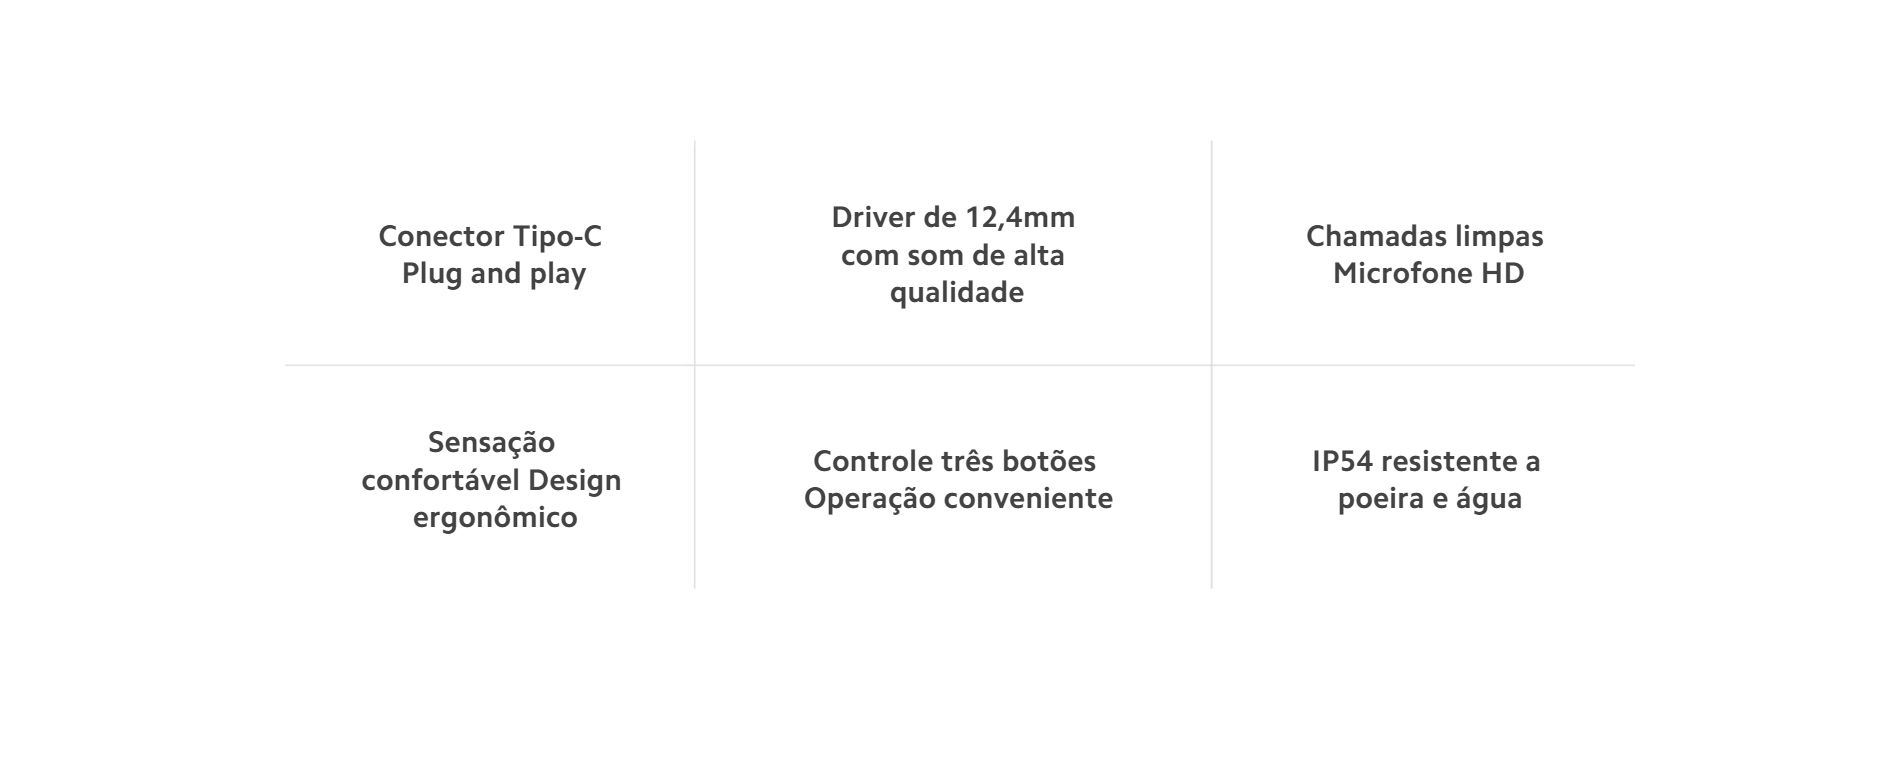 Conector Tipo-C
Plug and play
Driver de 12,4mm
com som de alta
qualidade
Chamadas limpas
Microfone HD
Sensação
confortável Design
ergonômico
Controle três botões
Operação conveniente
IP54 resistente a
poeira e água